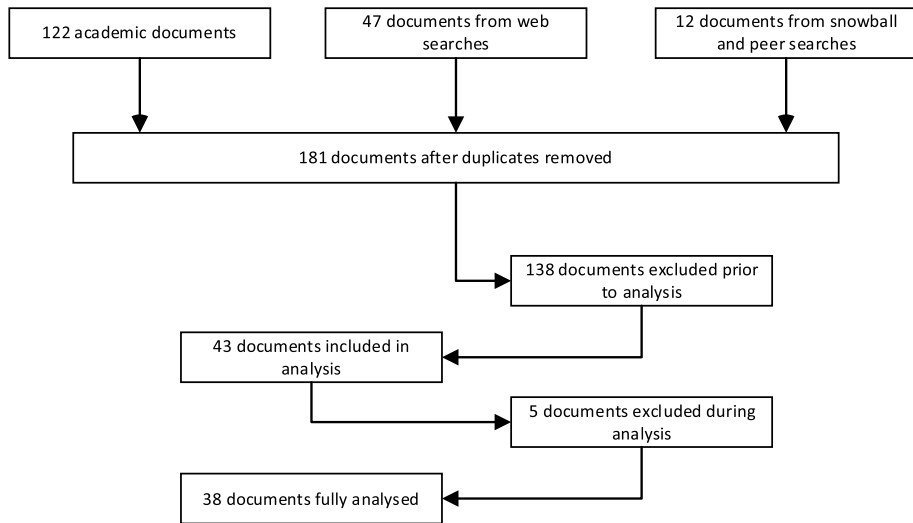 122 academic documents
47 documents from web
searches
12 documents from snowball
and peer searches
181 documents after duplicates removed
138 documents excluded prior
to analysis
43 documents included in
analysis
5 documents excluded during
analysis
38 documents fully analysed